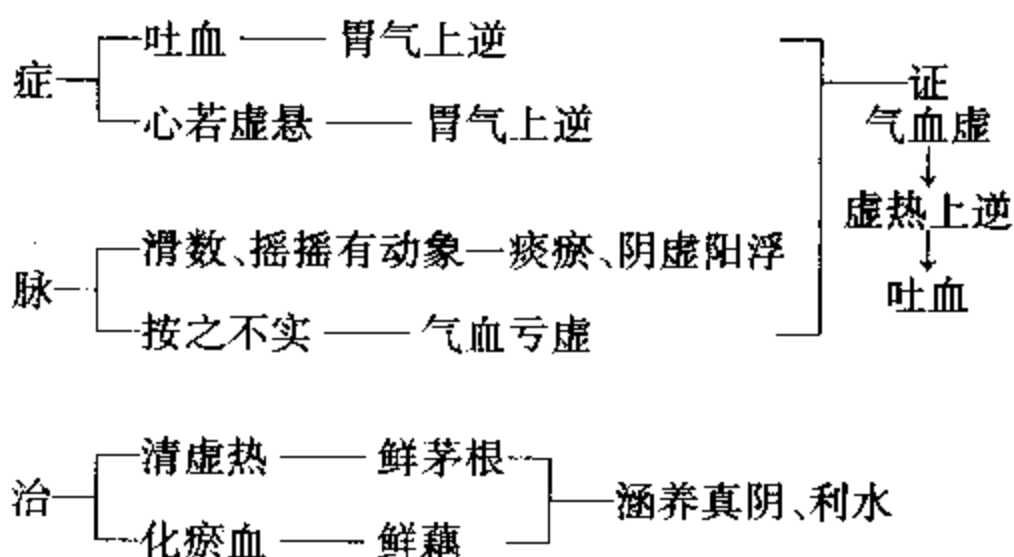 症
吐血 胃气上逆
心若虚悬 胃气上逆
脉
滑数、摇摇有动象 痰瘀、阴虚阳浮
按之不实 气血亏虚
证
气血虚
虚热上逆
吐血
治
清虚热 鲜茅根
化瘀血 鲜藕
涵养真阴、利水